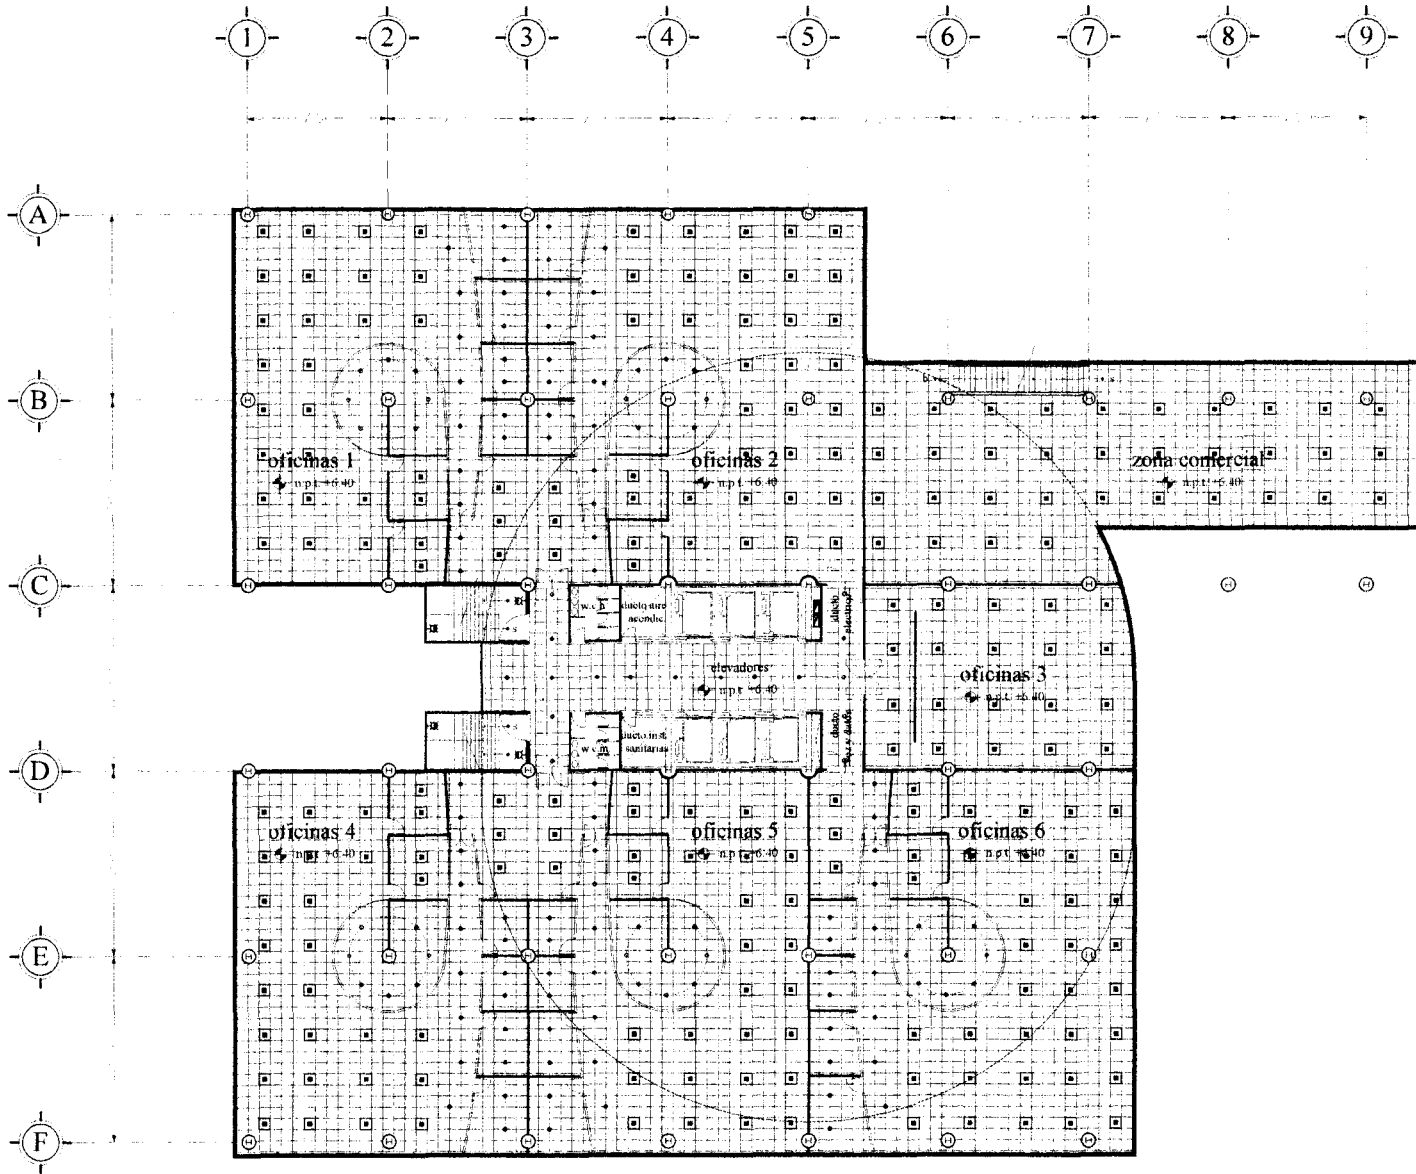 1 2 3 4 5 6 7 8 9
A
B
oficinas 1 oficinas 2 zona comercial
n.p.t. +6.40 n.p.t. +6.40 n.p.t. +6.40
C
w.c.h ducto aire
acondic.
ducto
electrico
elevadores
n.p.t. +6.40
oficinas 3
n.p.t. +6.40
w.c.m ducto inst.
sanitarias
ducto
D
oficinas 4 oficinas 5 oficinas 6
n.p.t. +6.40 n.p.t. +6.40 n.p.t. +6.40
E
F